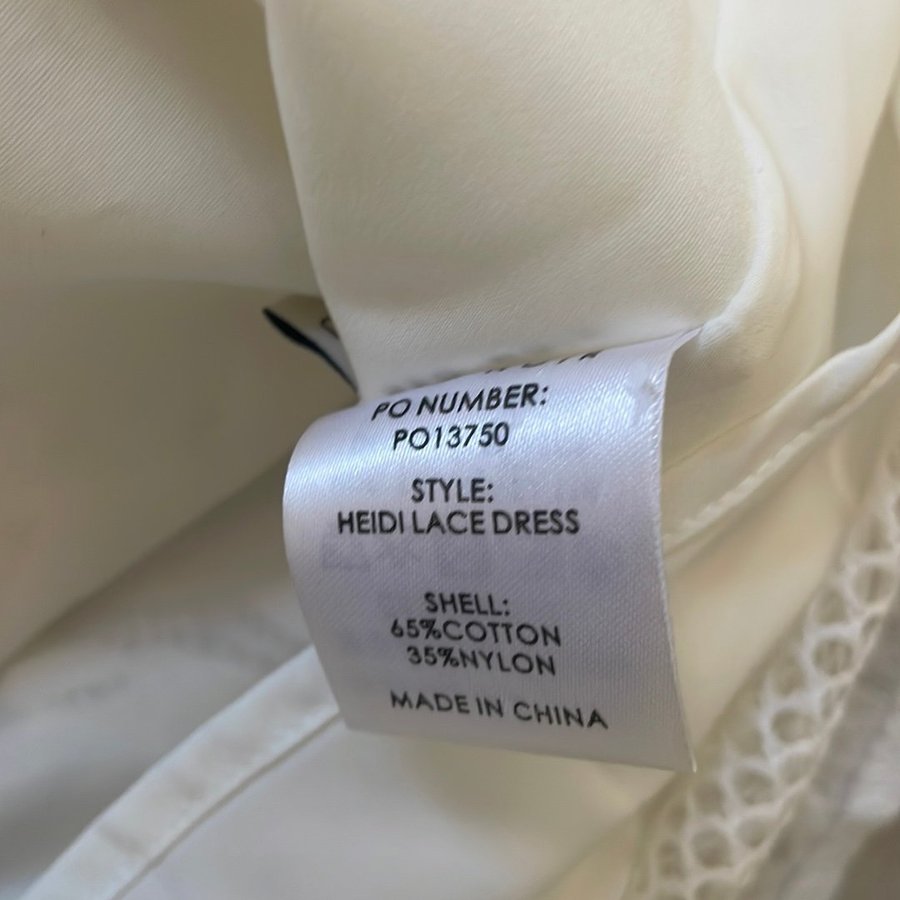 PO NUMBER:
PO13750
STYLE:
HEIDI LACE DRESS
SHELL:
65%COTTON
35%NYLON
MADE IN CHINA